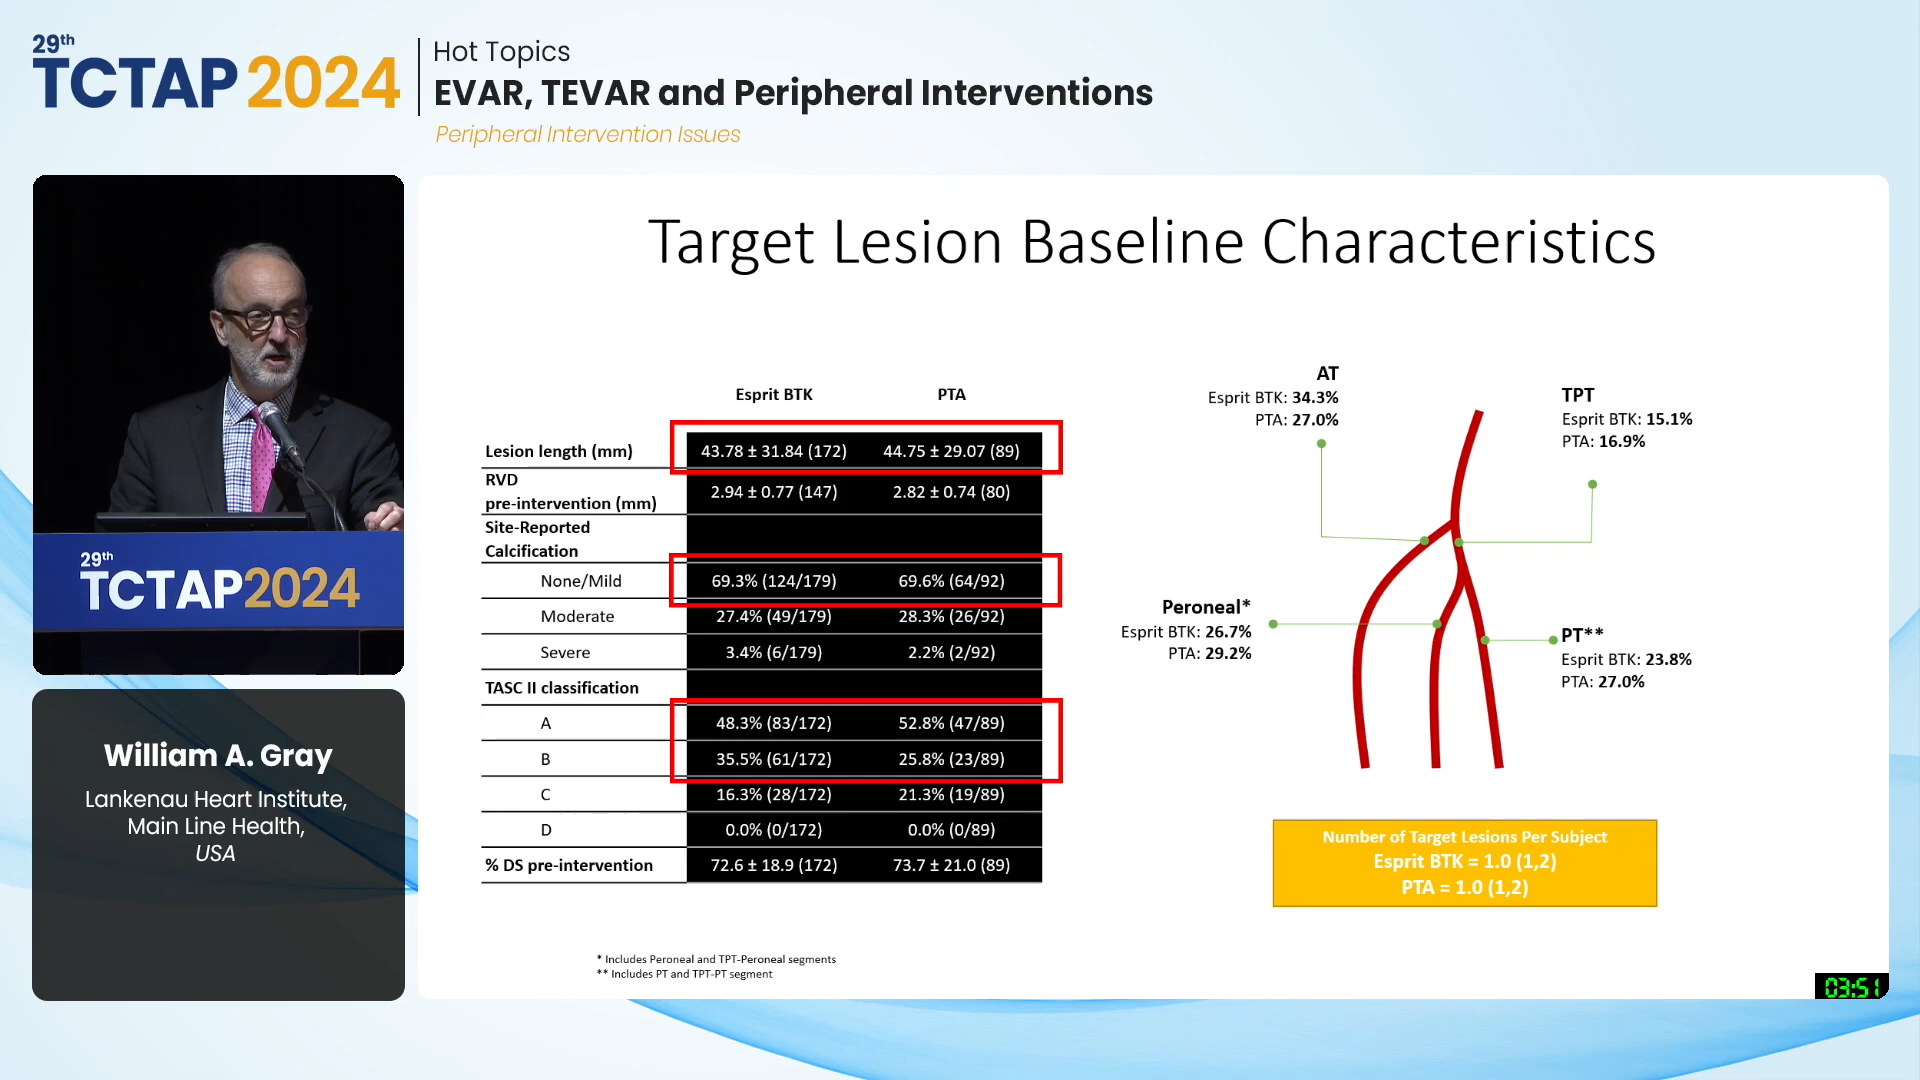 29th
TCTAP 2024
Hot Topics
EVAR, TEVAR and Peripheral Interventions
Peripheral Intervention Issues
29th
TCTAP2024
William A. Gray
Lankenau Heart Institute,
Main Line Health,
USA
Target Lesion Baseline Characteristics
Esprit BTK PTA
Lesion length (mm) 43.78 ± 31.84 (172) 44.75 ± 29.07 (89)
RVD
pre-intervention (mm) 2.94 ± 0.77 (147) 2.82 ± 0.74 (80)
Site-Reported
Calcification
None/Mild 69.3% (124/179) 69.6% (64/92)
Moderate 27.4% (49/179) 28.3% (26/92)
Severe 3.4% (6/179) 2.2% (2/92)
TASC II classification
A 48.3% (83/172) 52.8% (47/89)
B 35.5% (61/172) 25.8% (23/89)
C 16.3% (28/172) 21.3% (19/89)
D 0.0% (0/172) 0.0% (0/89)
% DS pre-intervention 72.6 ± 18.9 (172) 73.7 ± 21.0 (89)
* Includes Peroneal and TPT-Peroneal segments
** Includes PT and TPT-PT segment
AT
Esprit BTK: 34.3%
PTA: 27.0%
TPT
Esprit BTK: 15.1%
PTA: 16.9%
Peroneal*
Esprit BTK: 26.7%
PTA: 29.2%
PT**
Esprit BTK: 23.8%
PTA: 27.0%
Number of Target Lesions Per Subject
Esprit BTK = 1.0 (1,2)
PTA = 1.0 (1,2)
03:51